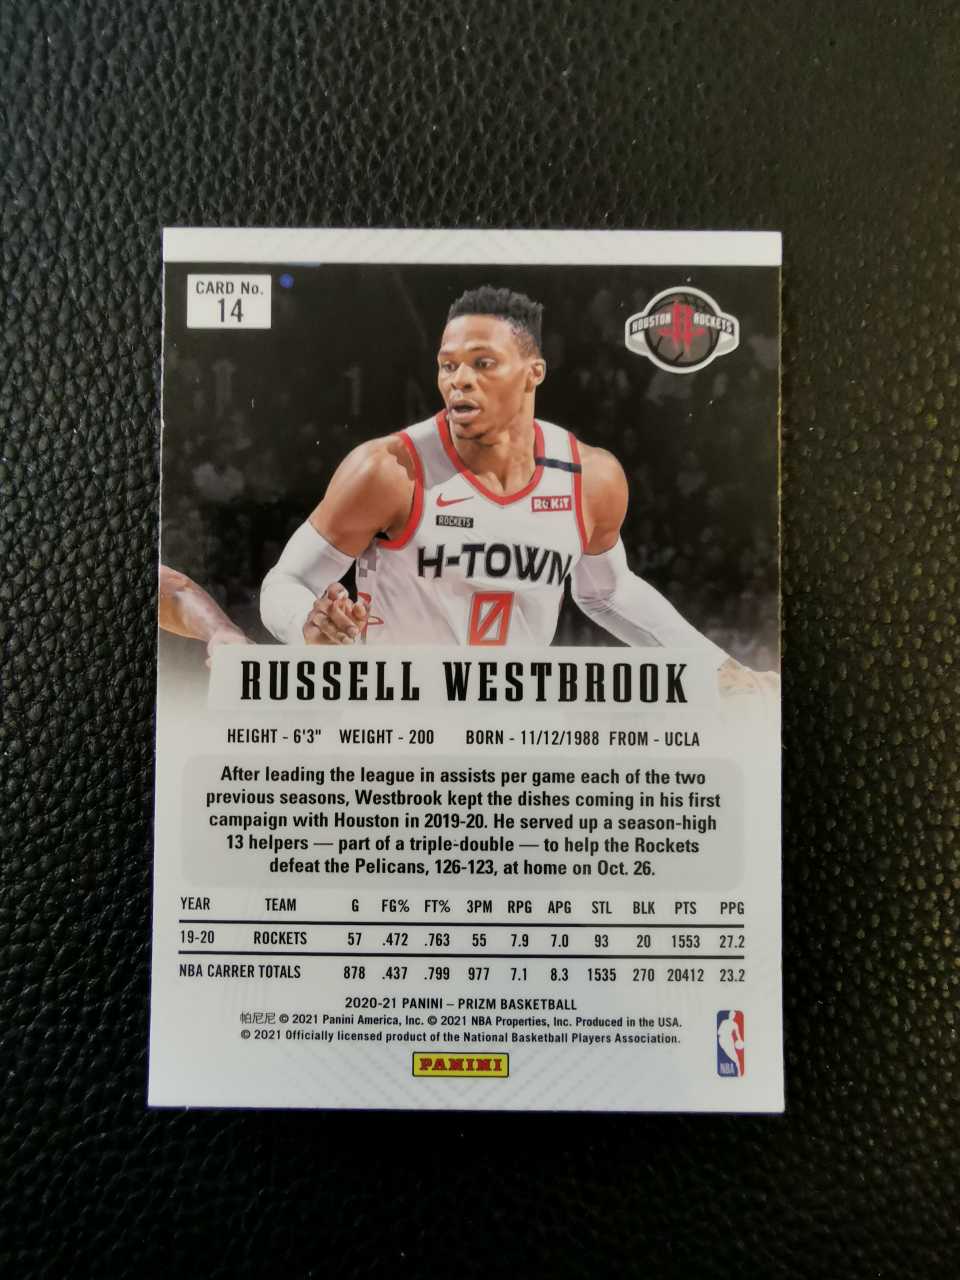 CARD No.
14
HOUSTON R ROCKETS
ROKiT
ROCKETS
H-TOWN
0
RUSSELL WESTBROOK
HEIGHT - 6'3" WEIGHT - 200 BORN - 11/12/1988 FROM - UCLA
After leading the league in assists per game each of the two
previous seasons, Westbrook kept the dishes coming in his first
campaign with Houston in 2019-20. He served up a season-high
13 helpers — part of a triple-double — to help the Rockets
defeat the Pelicans, 126-123, at home on Oct. 26.
YEAR TEAM G FG% FT% 3PM RPG APG STL BLK PTS PPG
19-20 ROCKETS 57 .472 .763 55 7.9 7.0 93 20 1553 27.2
NBA CARRER TOTALS 878 .437 .799 977 7.1 8.3 1535 270 20412 23.2
2020-21 PANINI – PRIZM BASKETBALL
帕尼尼 © 2021 Panini America, Inc. © 2021 NBA Properties, Inc. Produced in the USA.
© 2021 Officially licensed product of the National Basketball Players Association.
PANINI
NBA